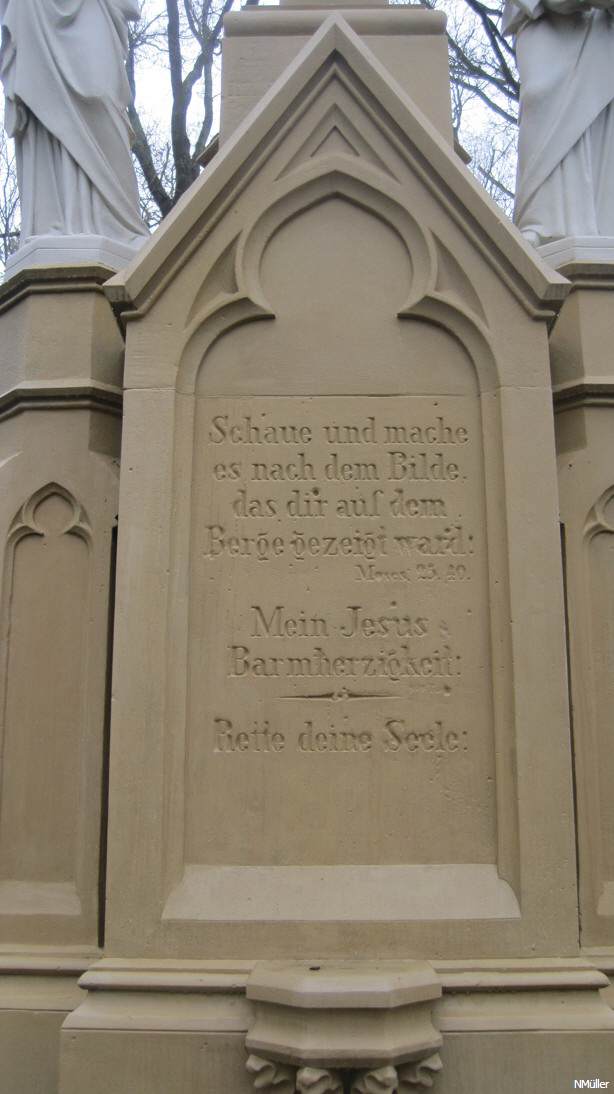 Schaue und mache
es nach dem Bilde.
das dir auf dem
Berge gezeigt ward:
Moses, 25. 40.
Mein Jesus
Barmherzigkeit:
Rette deine Seele:
NMüller